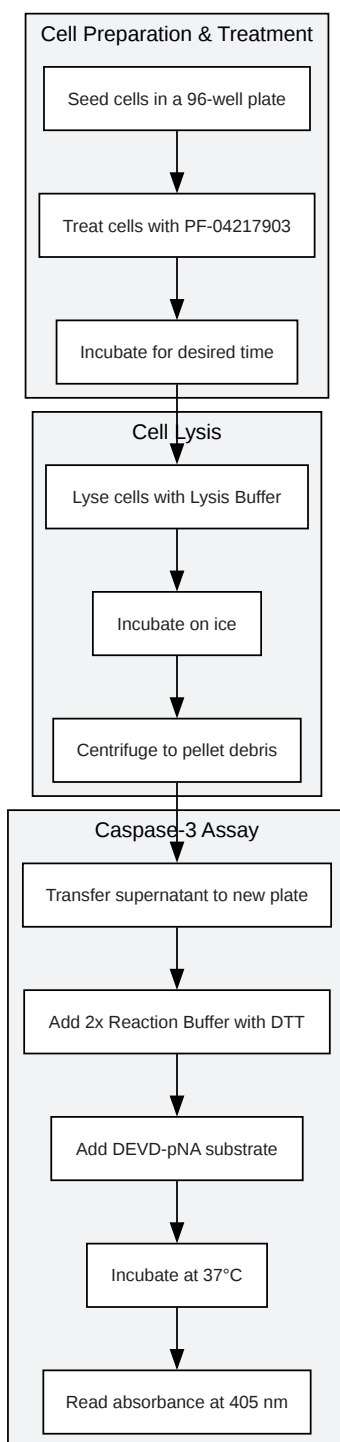 Cell Preparation & Treatment
Seed cells in a 96-well plate
Treat cells with PF-04217903
Incubate for desired time
Cell Lysis
Lyse cells with Lysis Buffer
Incubate on ice
Centrifuge to pellet debris
Caspase-3 Assay
Transfer supernatant to new plate
Add 2x Reaction Buffer with DTT
Add DEVD-pNA substrate
Incubate at 37°C
Read absorbance at 405 nm